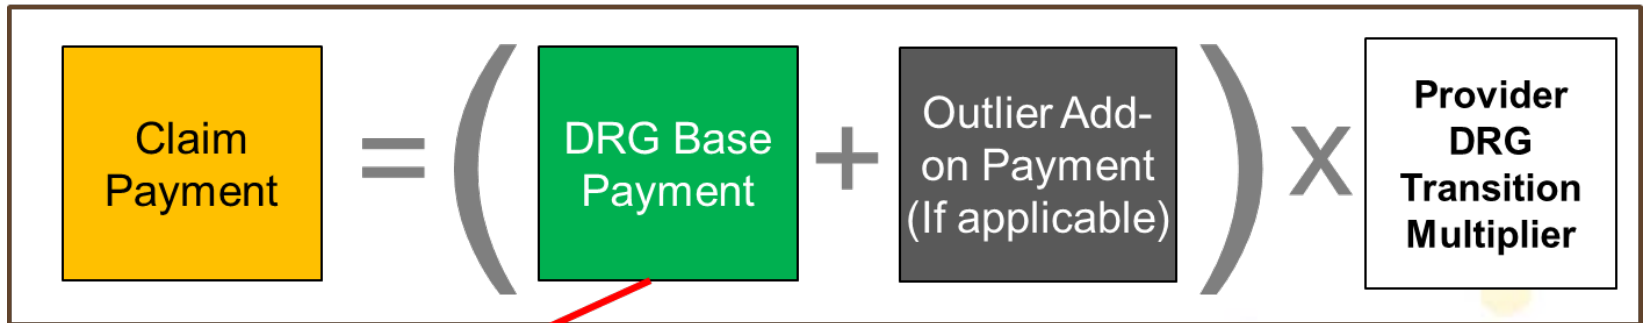 Claim
Payment
=
(
DRG Base
Payment
+
Outlier Add-
on Payment
(If applicable)
)
x
Provider
DRG
Transition
Multiplier